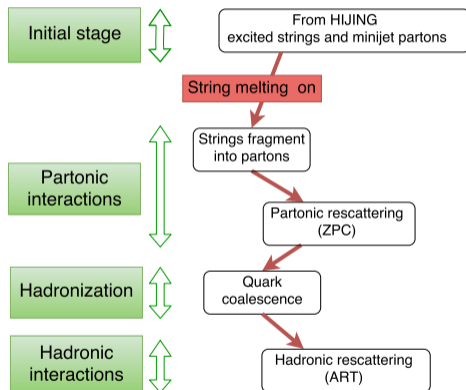 Initial stage
From HIJING
excited strings and minijet partons
String melting on
Strings fragment
into partons
Partonic
interactions
Partonic rescattering
(ZPC)
Hadronization
Quark
coalescence
Hadronic
interactions
Hadronic rescattering
(ART)